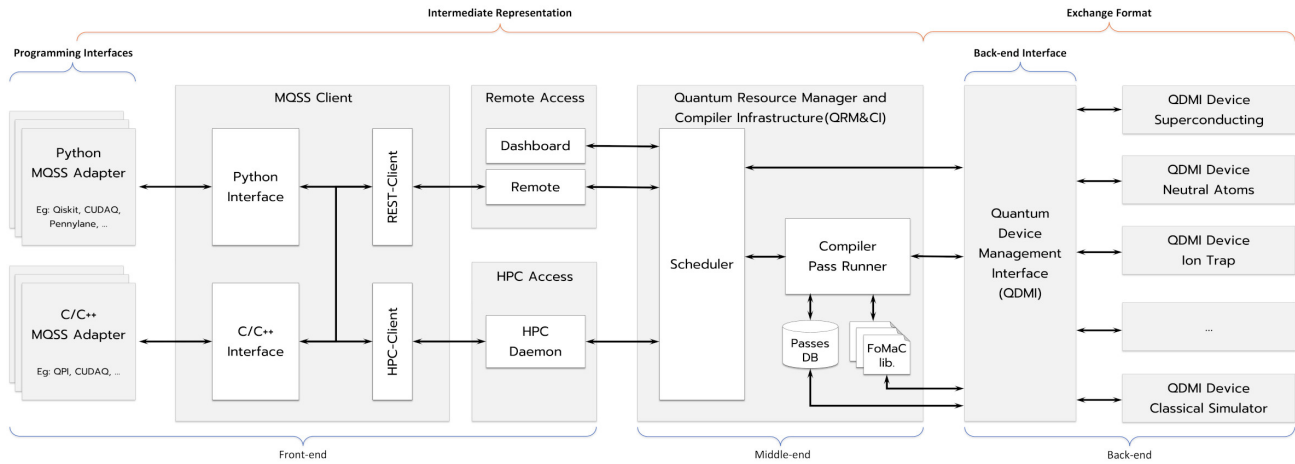 Intermediate Representation
Exchange Format
Programming Interfaces
Back-end Interface
MQSS Client
Remote Access
Quantum Resource Manager and
Compiler Infrastructure(QRM&CI)
Python
MQSS Adapter
Eg: Qiskit, CUDAQ,
Pennylane, ...
Python
Interface
REST-Client
Dashboard
Remote
C/C++
MQSS Adapter
Eg: QPI, CUDAQ, ...
C/C++
Interface
HPC-Client
HPC Access
HPC
Daemon
Scheduler
Compiler
Pass Runner
Passes
DB
FoMaC
lib.
Quantum
Device
Management
Interface
(QDMI)
QDMI Device
Superconducting
QDMI Device
Neutral Atoms
QDMI Device
Ion Trap
...
QDMI Device
Classical Simulator
Front-end
Middle-end
Back-end